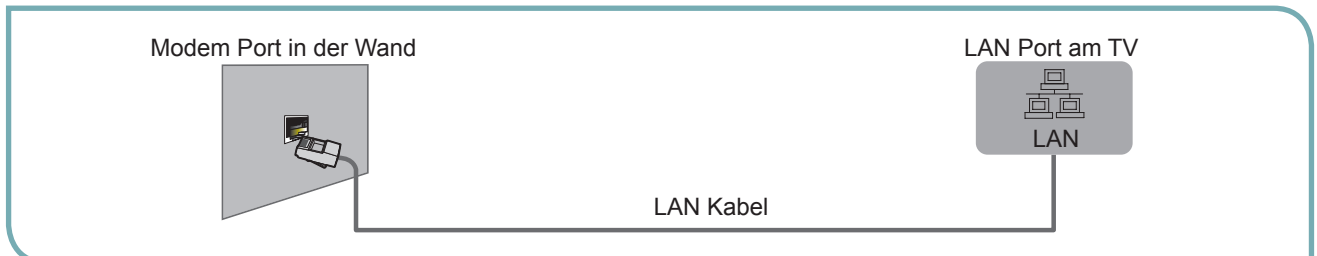 Modem Port in der Wand
LAN Port am TV
LAN
LAN Kabel